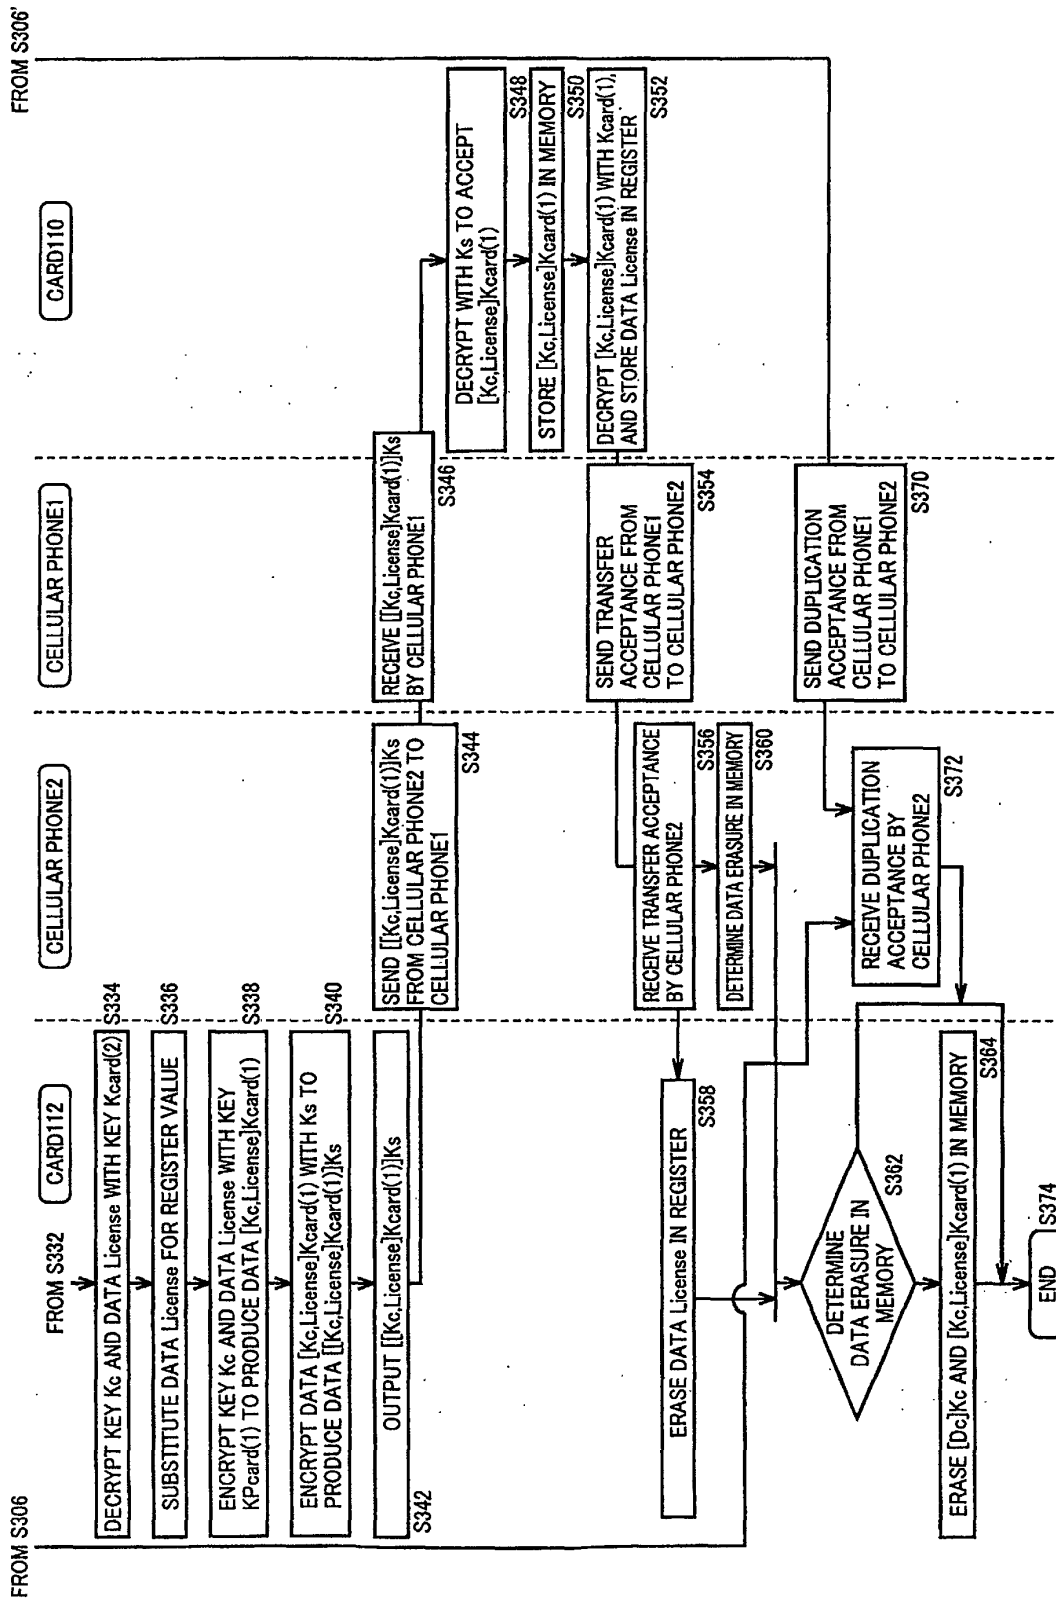 FROM S306
FROM S306'
CARD112
CELLULAR PHONE2
CELLULAR PHONE1
CARD110
FROM S332
DECRYPT KEY Kc AND DATA License WITH KEY Kcard(2)
S334
SUBSTITUTE DATA License FOR REGISTER VALUE
S336
ENCRYPT KEY Kc AND DATA License WITH KEY
KPcard(1) TO PRODUCE DATA [Kc,License]Kcard(1)
S338
ENCRYPT DATA [Kc,License]Kcard(1) WITH Ks TO
PRODUCE DATA [[Kc,License]Kcard(1)]Ks
S340
OUTPUT [[Kc,License]Kcard(1)]Ks
S342
SEND [[Kc,License]Kcard(1)]Ks
FROM CELLULAR PHONE2 TO
CELLULAR PHONE1
S344
RECEIVE [[Kc,License]Kcard(1)]Ks
BY CELLULAR PHONE1
S346
DECRYPT WITH Ks TO ACCEPT
[Kc,License]Kcard(1)
S348
STORE [Kc,License]Kcard(1) IN MEMORY
S350
DECRYPT [Kc,License]Kcard(1) WITH Kcard(1),
AND STORE DATA License IN REGISTER
S352
SEND TRANSFER
ACCEPTANCE FROM
CELLULAR PHONE1
TO CELLULAR PHONE2
S354
RECEIVE TRANSFER ACCEPTANCE
BY CELLULAR PHONE2
S356
ERASE DATA License IN REGISTER
S358
DETERMINE DATA ERASURE IN MEMORY
S360
DETERMINE
DATA ERASURE IN
MEMORY
S362
ERASE [Dc]Kc AND [Kc,License]Kcard(1) IN MEMORY
S364
SEND DUPLICATION
ACCEPTANCE FROM
CELLULAR PHONE1
TO CELLULAR PHONE2
S370
RECEIVE DUPLICATION
ACCEPTANCE BY
CELLULAR PHONE2
S372
END
S374